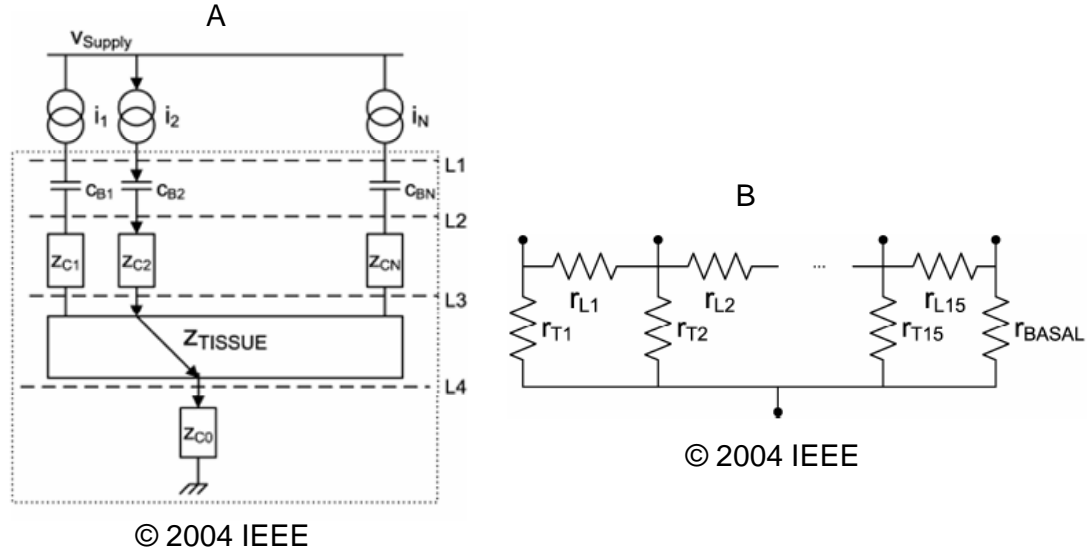 A
vSupply
i1 i2 iN
L1
cB1 cB2 cBN
L2
zC1 zC2 zCN
L3
zTISSUE
L4
zC0
© 2004 IEEE
B
rL1 rL2 ... rL15
rT1 rT2 rT15 rBASAL
© 2004 IEEE